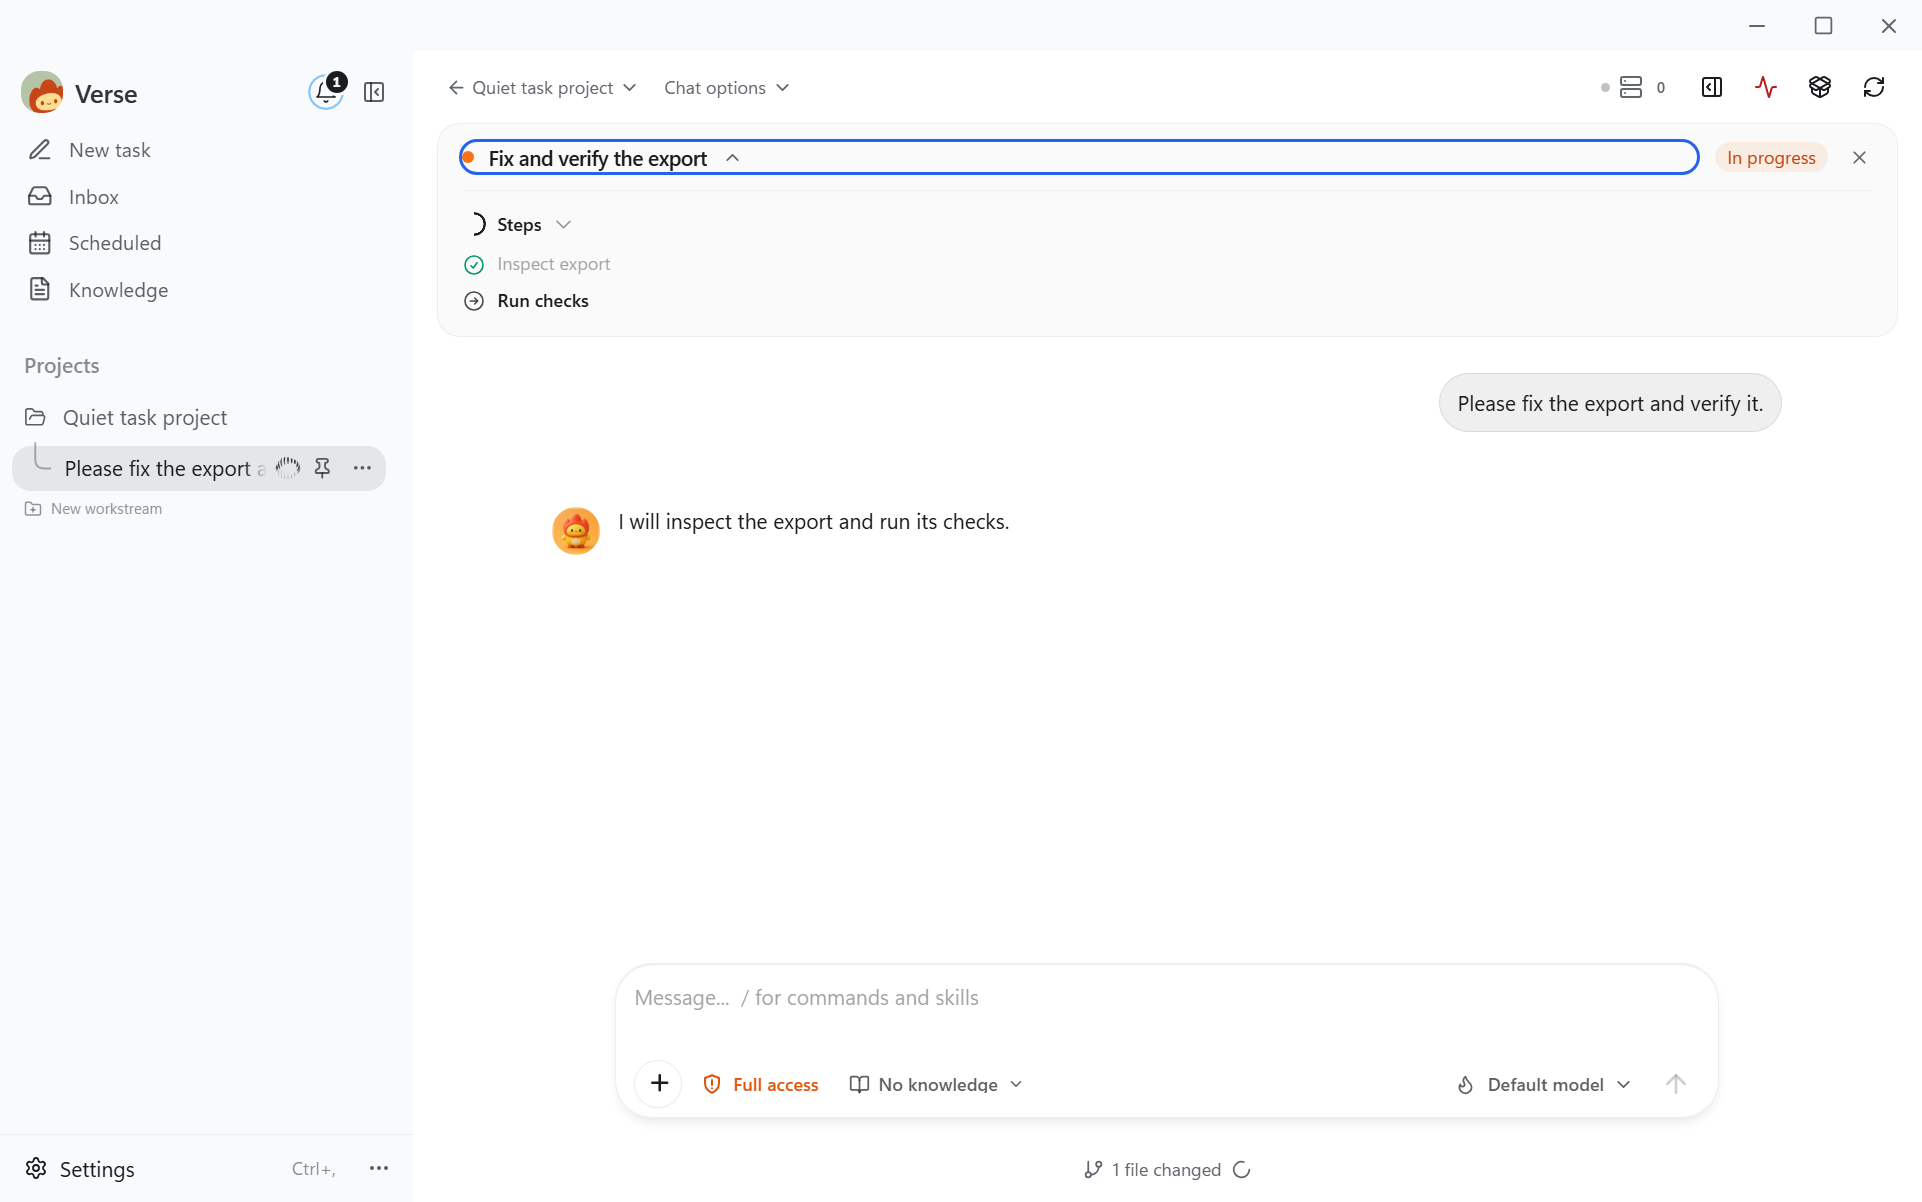 Verse
1
New task
Inbox
Scheduled
Knowledge
Projects
Quiet task project
Please fix the export a
New workstream
Settings
Ctrl+,
Quiet task project
Chat options
0
Fix and verify the export
In progress
Steps
Inspect export
Run checks
Please fix the export and verify it.
I will inspect the export and run its checks.
Message... / for commands and skills
Full access
No knowledge
Default model
1 file changed